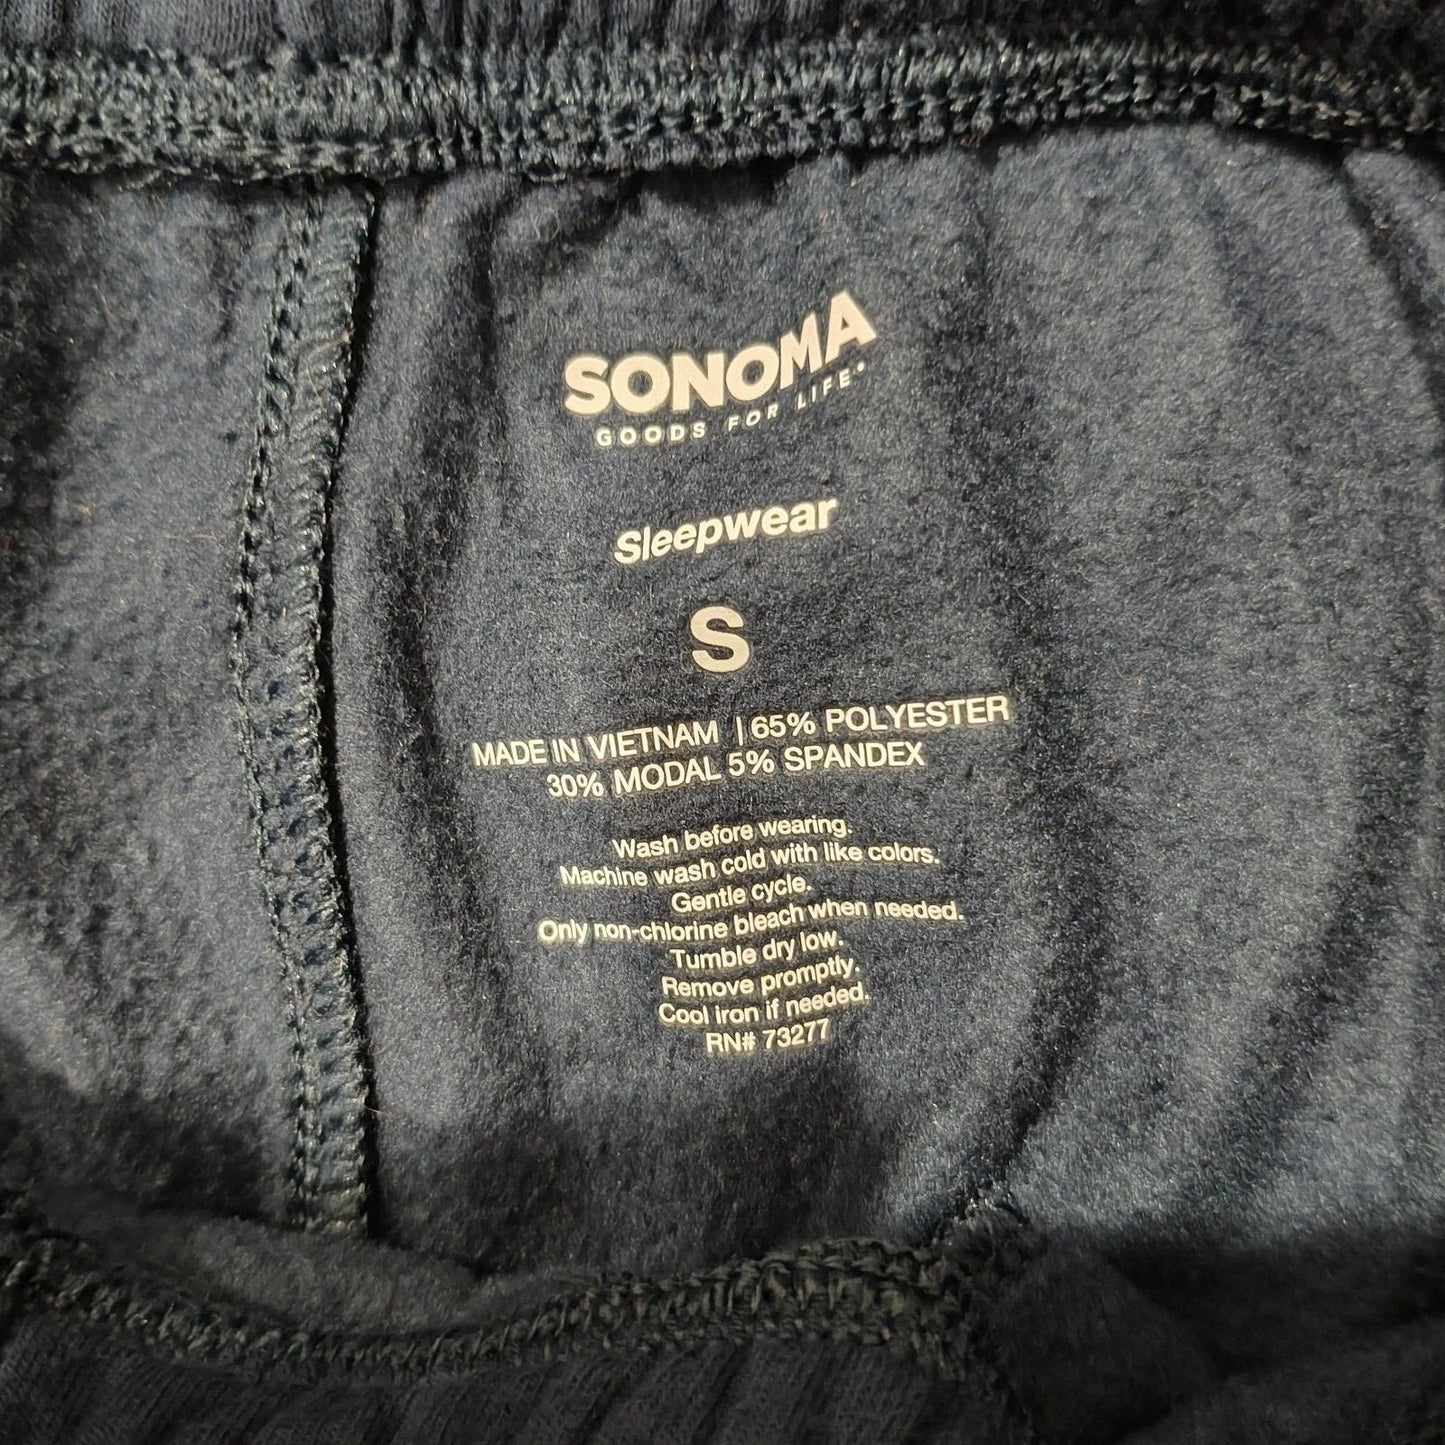 SONOMA
GOODS FOR LIFE
Sleepwear
S
MADE IN VIETNAM | 65% POLYESTER
30% MODAL 5% SPANDEX
Wash before wearing.
Machine wash cold with like colors.
Gentle cycle.
Only non-chlorine bleach when needed.
Tumble dry low.
Remove promptly.
Cool iron if needed.
RN# 73277